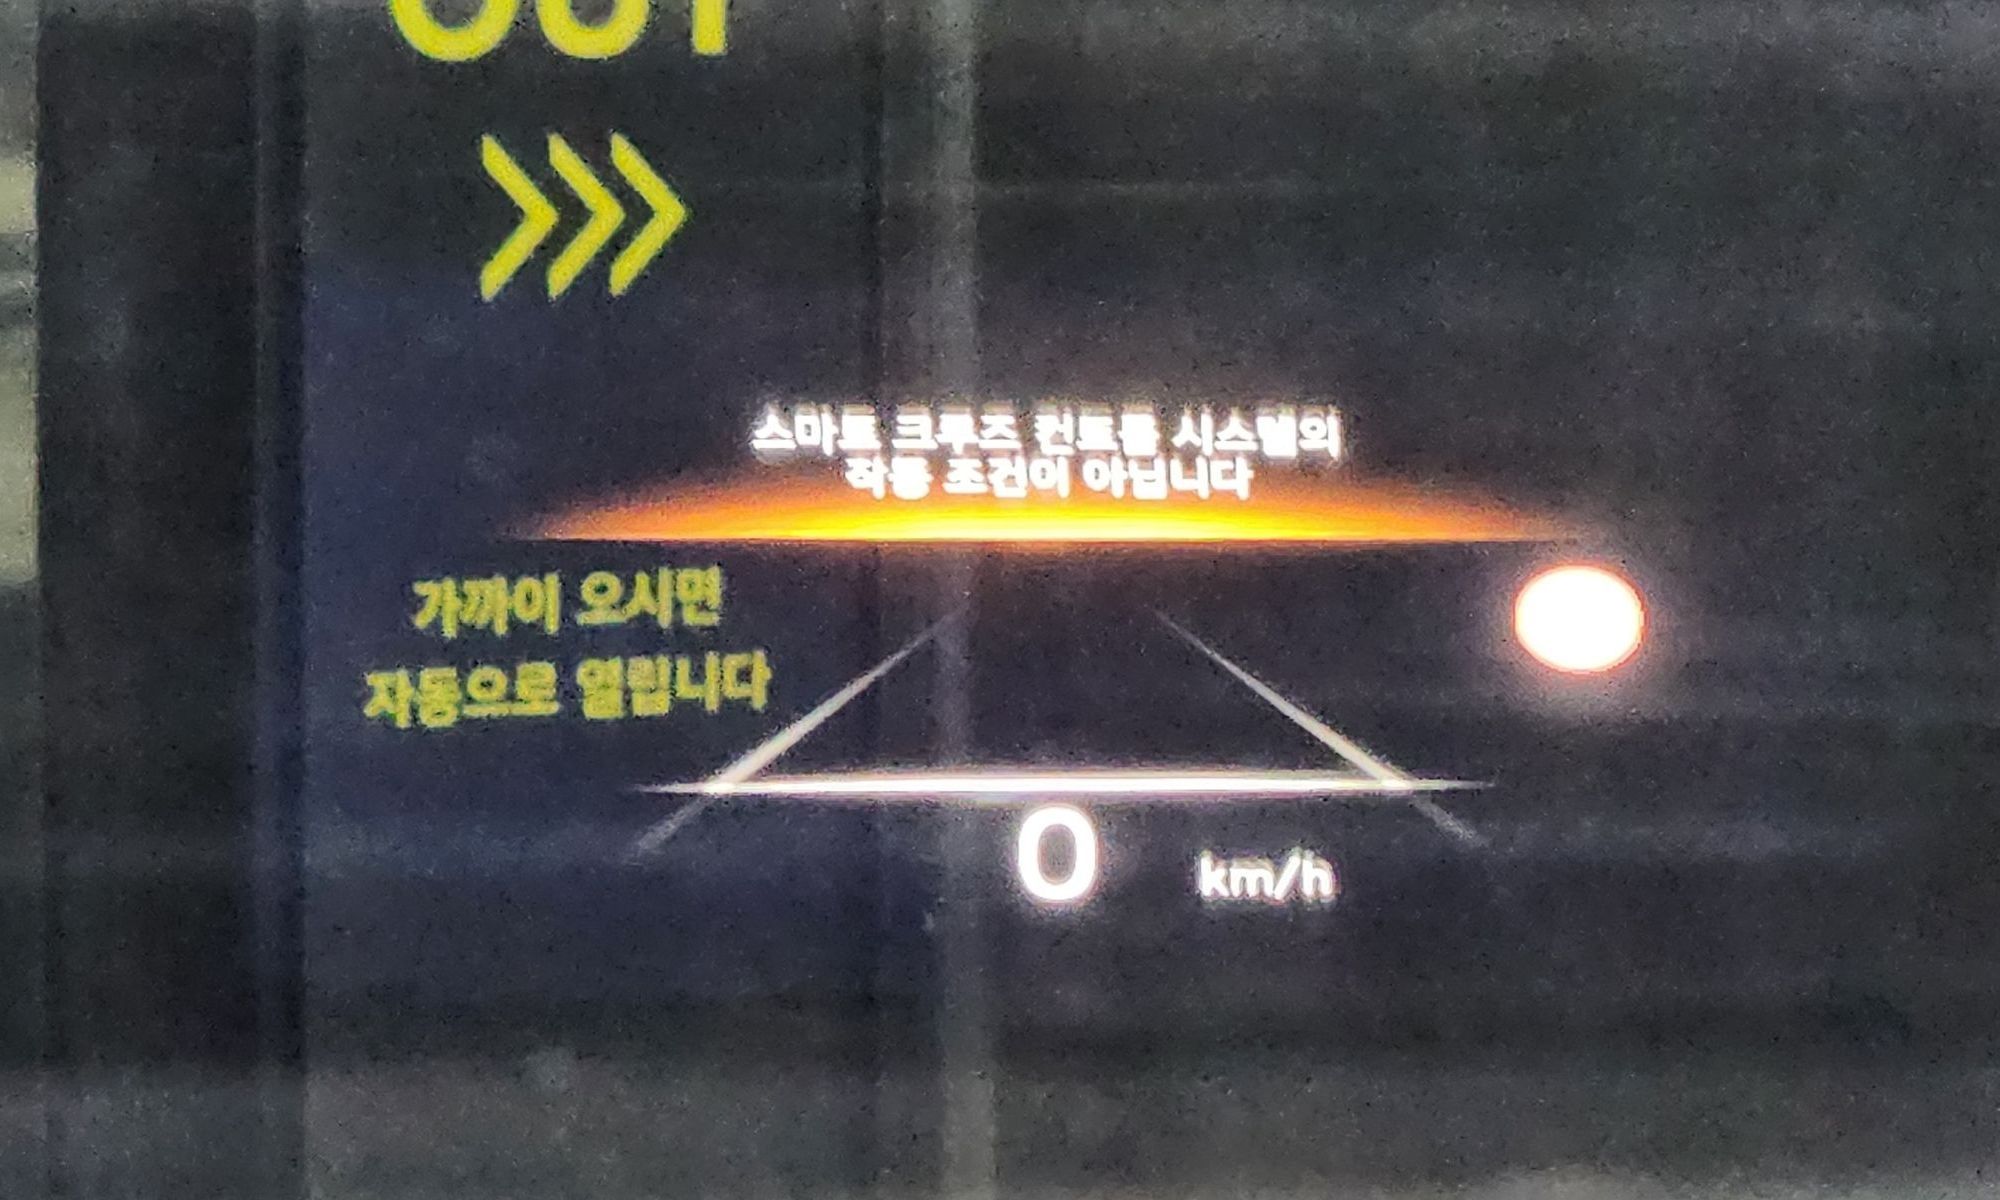 OUT
스마트 크루즈 컨트롤 시스템의
작동 조건이 아닙니다
가까이 오시면
자동으로 열립니다
0 km/h